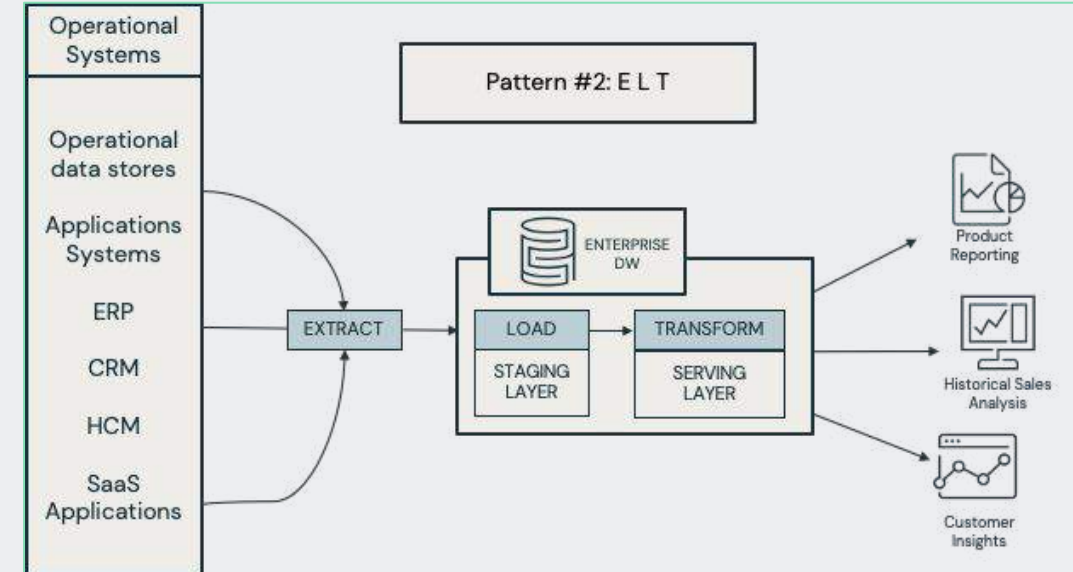 Operational
Systems
Pattern #2: E L T
Operational
data stores
Applications
Systems
ERP
CRM
HCM
SaaS
Applications
EXTRACT
ENTERPRISE
DW
LOAD
STAGING
LAYER
TRANSFORM
SERVING
LAYER
Product
Reporting
Historical Sales
Analysis
Customer
Insights